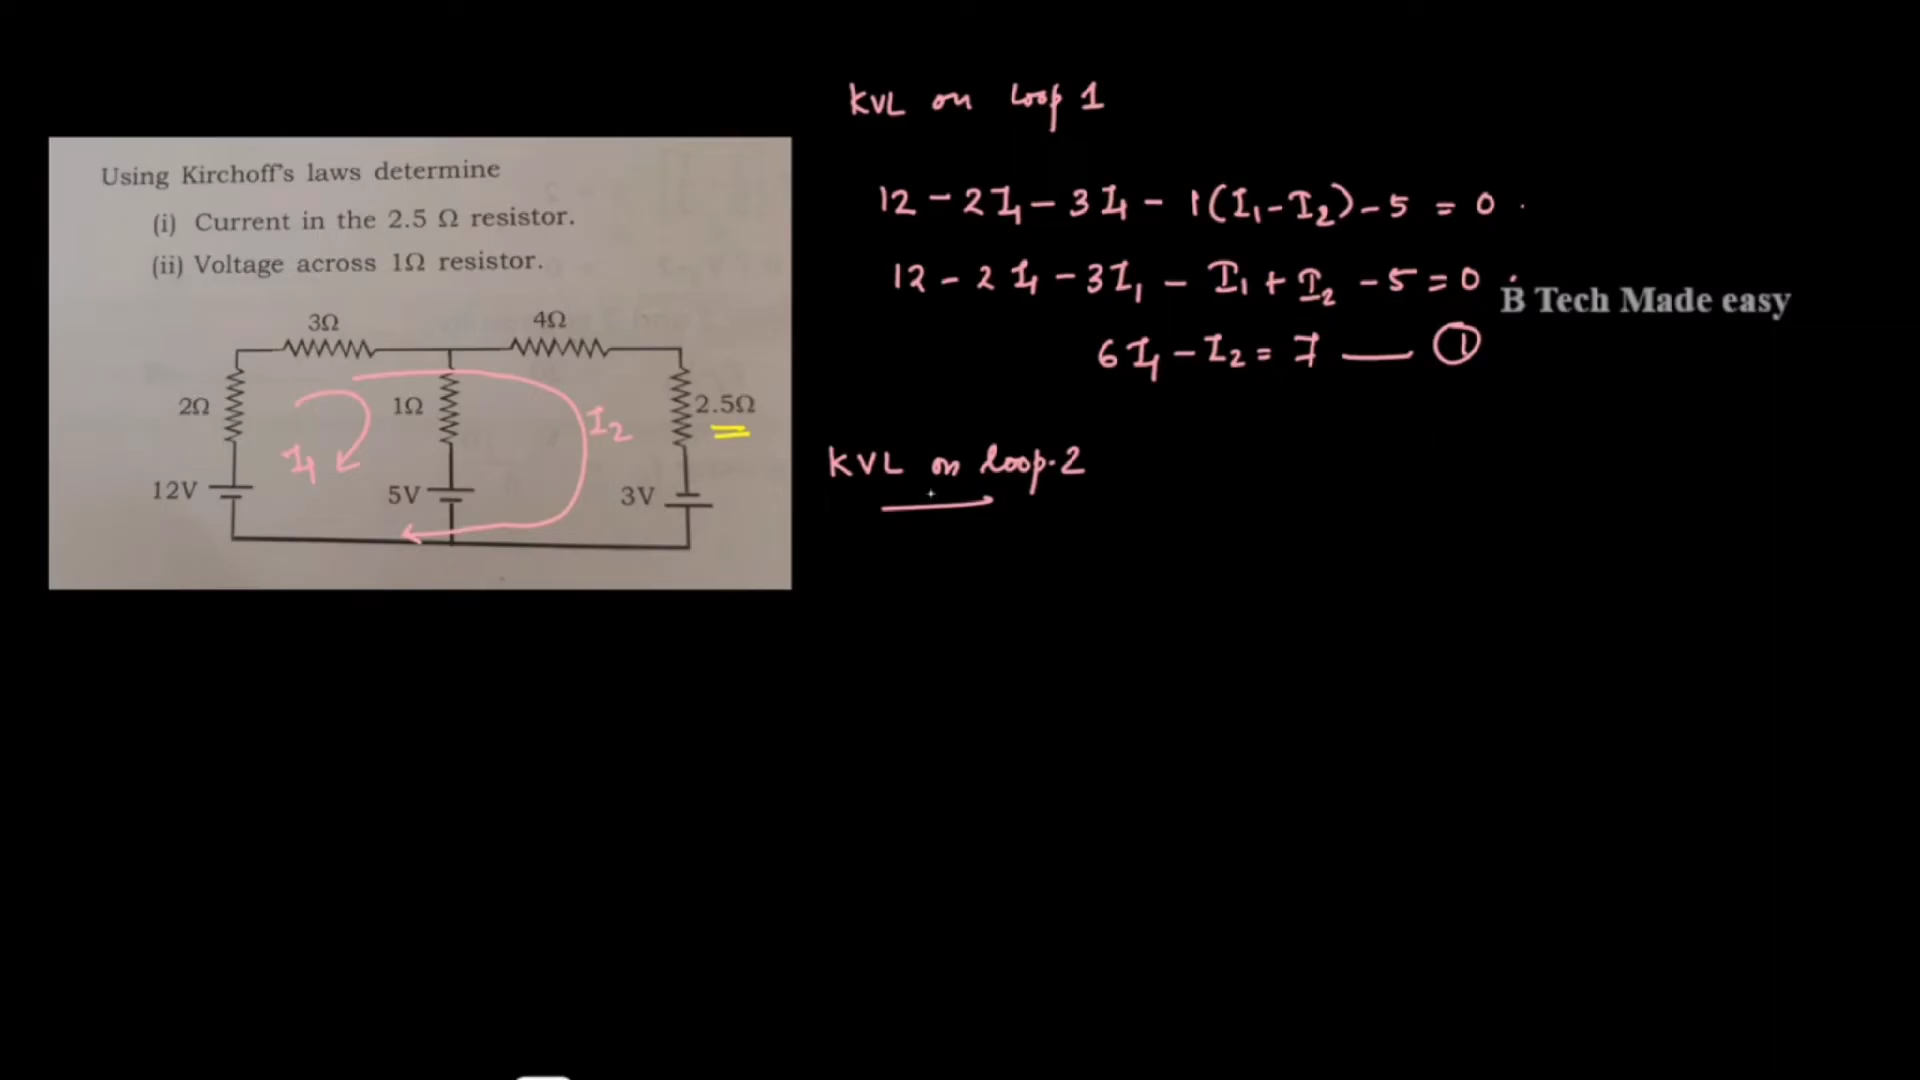 KVL on loop 1
Using Kirchoff's laws determine
(i) Current in the 2.5 Ω resistor.
(ii) Voltage across 1Ω resistor.
12 - 2I₁ - 3I₁ - 1(I₁-I₂) - 5 = 0
12 - 2I₁ - 3I₁ - I₁ + I₂ - 5 = 0
B Tech Made easy
6I₁ - I₂ = 7 — ①
3Ω 4Ω
2Ω 1Ω 2.5Ω
I₁ I₂
12V 5V 3V
KVL on loop-2